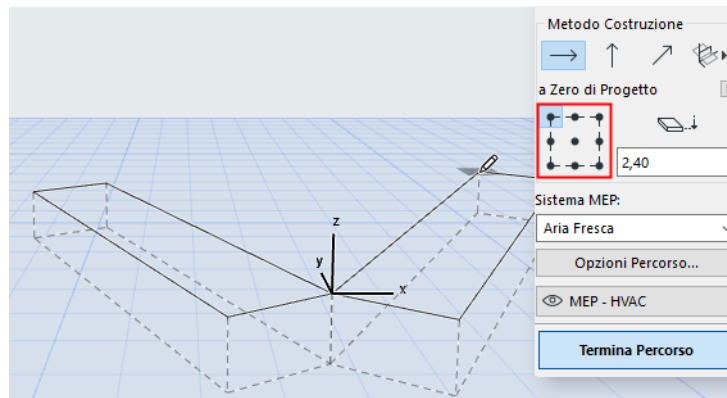 Metodo Costruzione
a Zero di Progetto
2,40
Sistema MEP:
Aria Fresca
Opzioni Percorso...
MEP - HVAC
Termina Percorso
z
y
x